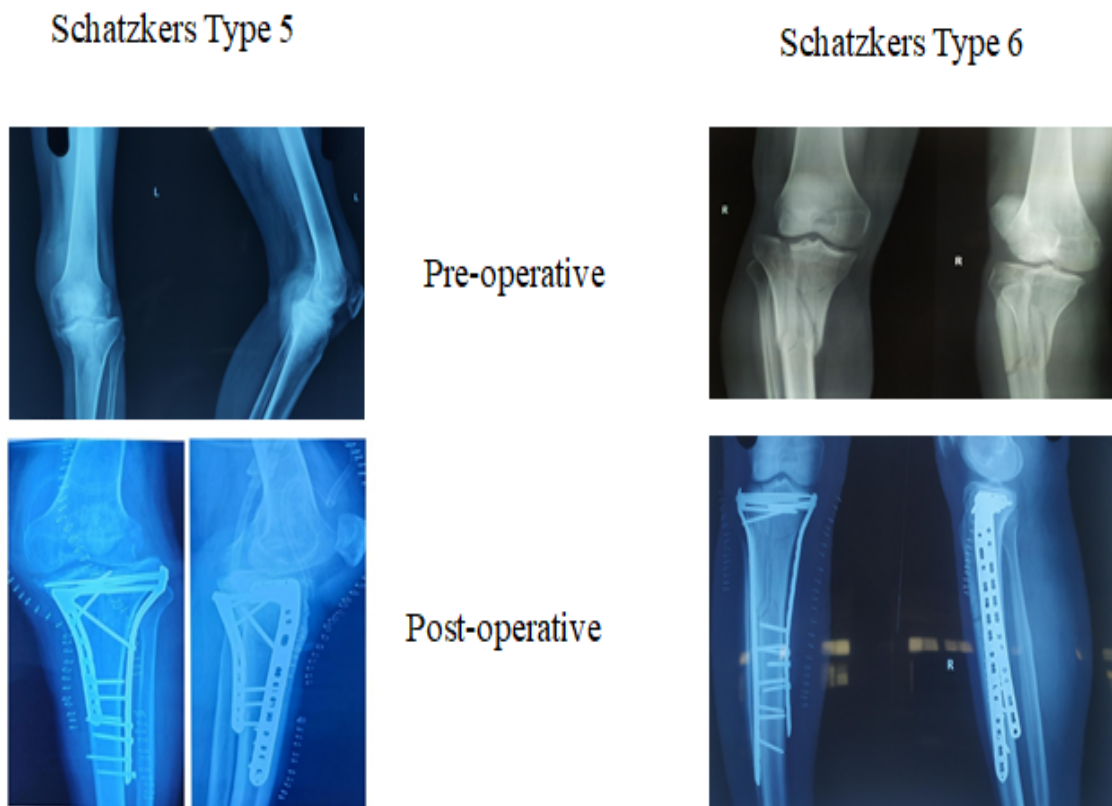 Schatzkers Type 5
Schatzkers Type 6
L
L
R
R
Pre-operative
Post-operative
R